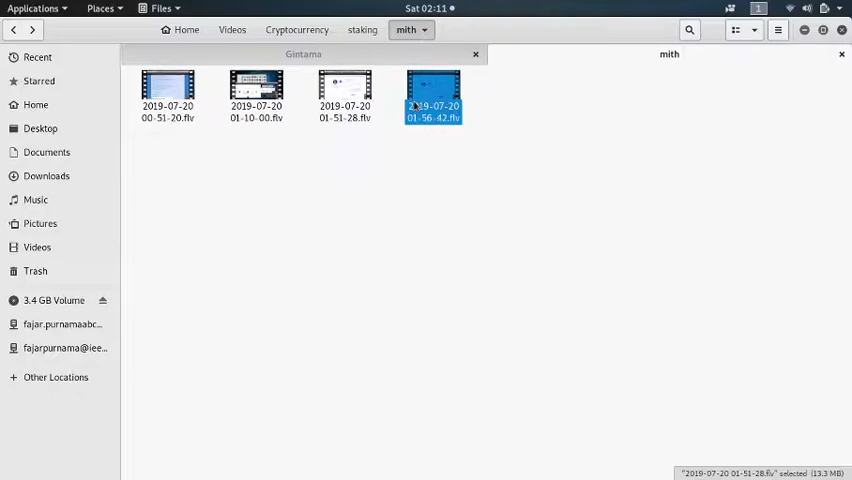 Applications Places Files Sat 02:11 1
Home Videos Cryptocurrency staking mith
Gintama mith
Recent
Starred
Home
Desktop
Documents
Downloads
Music
Pictures
Videos
Trash
3.4 GB Volume
fajar.purnamaabc...
fajarpurnama@iee...
Other Locations
2019-07-20
00-51-20.flv
2019-07-20
01-10-00.flv
2019-07-20
01-51-28.flv
2019-07-20
01-56-42.flv
"2019-07-20 01-51-28.flv" selected (13.3 MB)